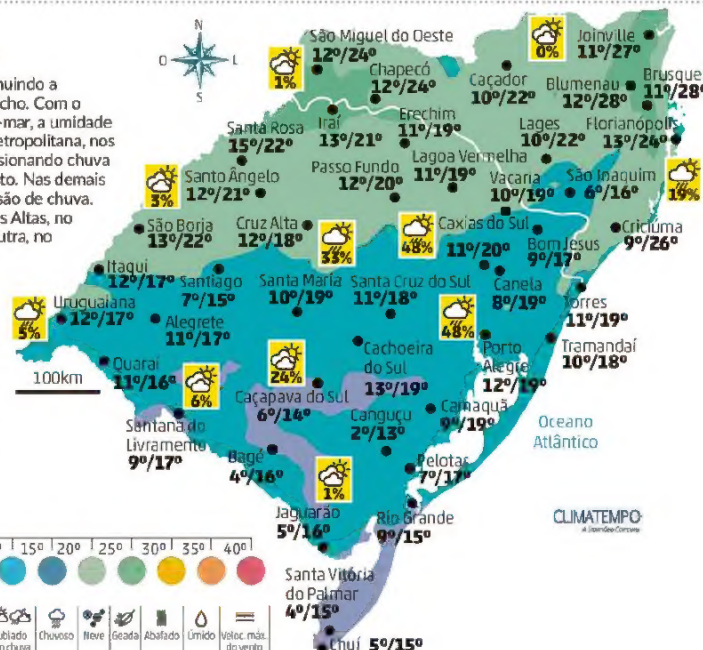 N
O
L
S
nuindo a
cho. Com o
-mar, a umidade
etropolitana, nos
sionando chuva
to. Nas demais
são de chuva.
s Altas, no
utra, no
São Miguel do Oeste
12º/24º
1%
Chapecó
12º/24º
0%
Joinville
11º/27º
Caçador
10º/22º
Blumenau
12º/28º
Brusque
11º/28º
Santa Rosa
15º/22º
Iraí
13º/21º
Erechim
11º/19º
Lages
10º/22º
Florianópolis
13º/24º
3%
Santo Ângelo
12º/21º
Passo Fundo
12º/20º
Lagoa Vermelha
11º/19º
Vacaria
10º/19º
São Joaquim
6º/16º
19%
São Borja
13º/22º
Cruz Alta
12º/18º
33%
48%
Caxias do Sul
11º/20º
Bom Jesus
9º/17º
Criciúma
9º/26º
Itaqui
12º/17º
Santiago
7º/15º
Santa Maria
10º/19º
Santa Cruz do Sul
11º/18º
Canela
8º/19º
Torres
11º/19º
5%
Uruguaiana
12º/17º
Alegrete
11º/17º
48%
Porto
Alegre
12º/19º
Tramandaí
10º/18º
Quaraí
11º/16º
100km
6%
24%
Caçapava do Sul
6º/14º
Cachoeira
do Sul
13º/19º
Camaquã
9º/19º
Canguçu
2º/13º
Oceano
Atlântico
Santana do
Livramento
9º/17º
Bagé
4º/16º
1%
Pelotas
7º/17º
Jaguarão
5º/16º
Rio Grande
9º/15º
CLIMATEMPO
15º 20º 25º 30º 35º 40º
Santa Vitória
do Palmar
4º/15º
Chuí 5º/15º
Chuvoso
Neve
Geada
Abafado
Úmido
Veloc. máx.
do vento